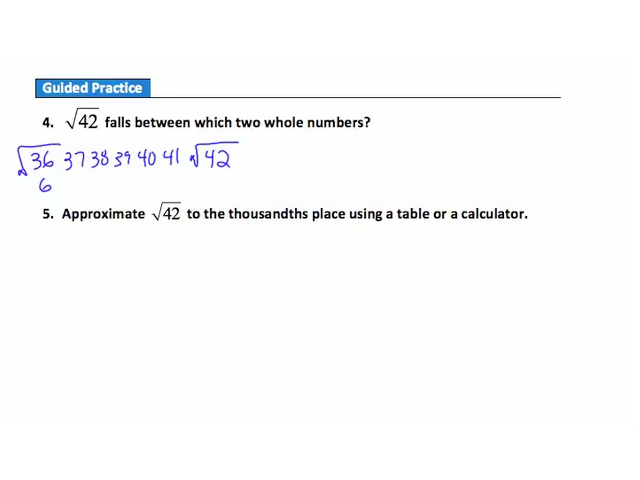 Guided Practice
4. √42 falls between which two whole numbers?
√36 37 38 39 40 41 √42
6
5. Approximate √42 to the thousandths place using a table or a calculator.